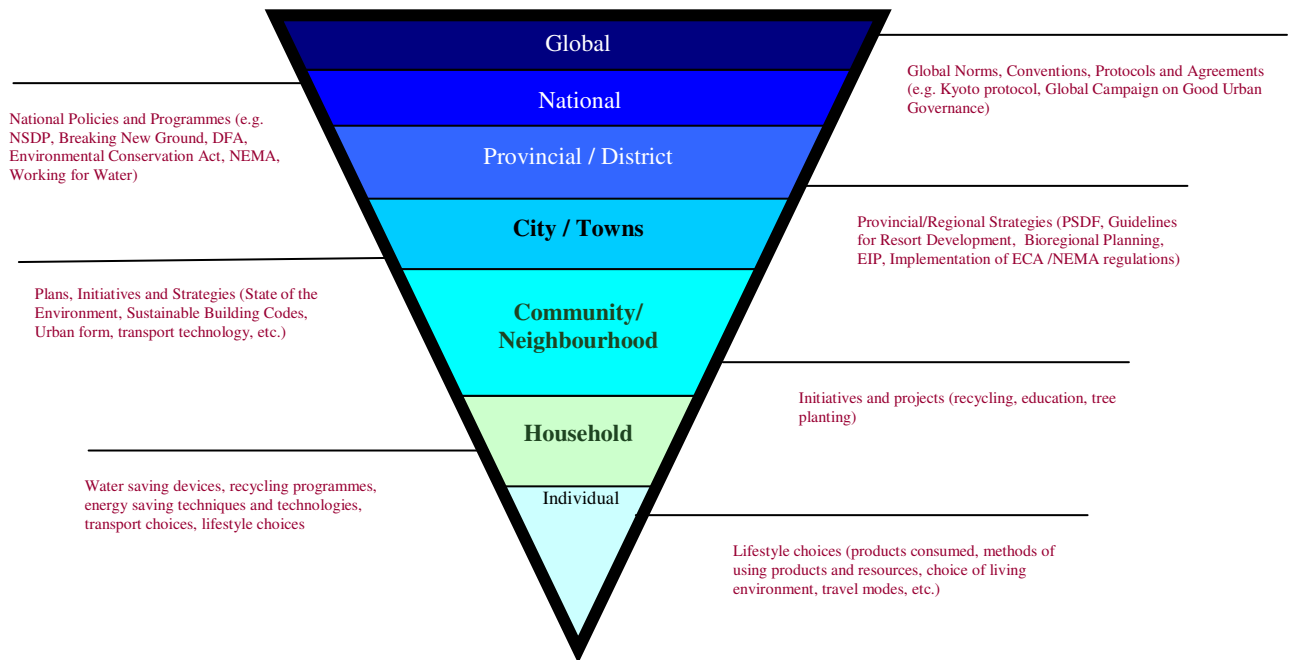 Global
Global Norms, Conventions, Protocols and Agreements
(e.g. Kyoto protocol, Global Campaign on Good Urban
Governance)
National
National Policies and Programmes (e.g.
NSDP, Breaking New Ground, DFA,
Environmental Conservation Act, NEMA,
Working for Water)
Provincial / District
Provincial/Regional Strategies (PSDF, Guidelines
for Resort Development, Bioregional Planning,
EIP, Implementation of ECA /NEMA regulations)
City / Towns
Plans, Initiatives and Strategies (State of the
Environment, Sustainable Building Codes,
Urban form, transport technology, etc.)
Community/
Neighbourhood
Initiatives and projects (recycling, education, tree
planting)
Household
Water saving devices, recycling programmes,
energy saving techniques and technologies,
transport choices, lifestyle choices
Individual
Lifestyle choices (products consumed, methods of
using products and resources, choice of living
environment, travel modes, etc.)